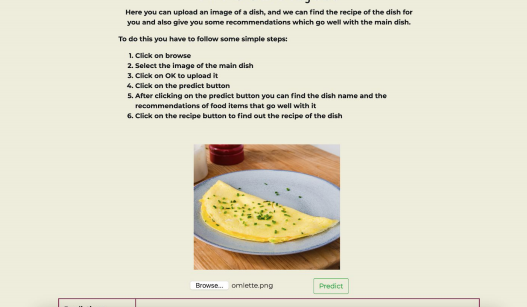 Here you can upload an image of a dish, and we can find the recipe of the dish for
you and also give you some recommendations which go well with the main dish.
To do this you have to follow some simple steps:
1. Click on browse
2. Select the image of the main dish
3. Click on OK to upload it
4. Click on the predict button
5. After clicking on the predict button you can find the dish name and the
recommendations of food items that go well with it
6. Click on the recipe button to find out the recipe of the dish
Browse... omlette.png Predict